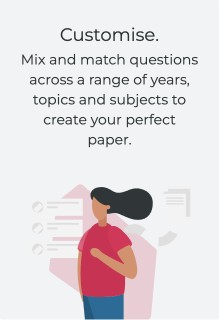 Customise.
Mix and match questions
across a range of years,
topics and subjects to
create your perfect
paper.